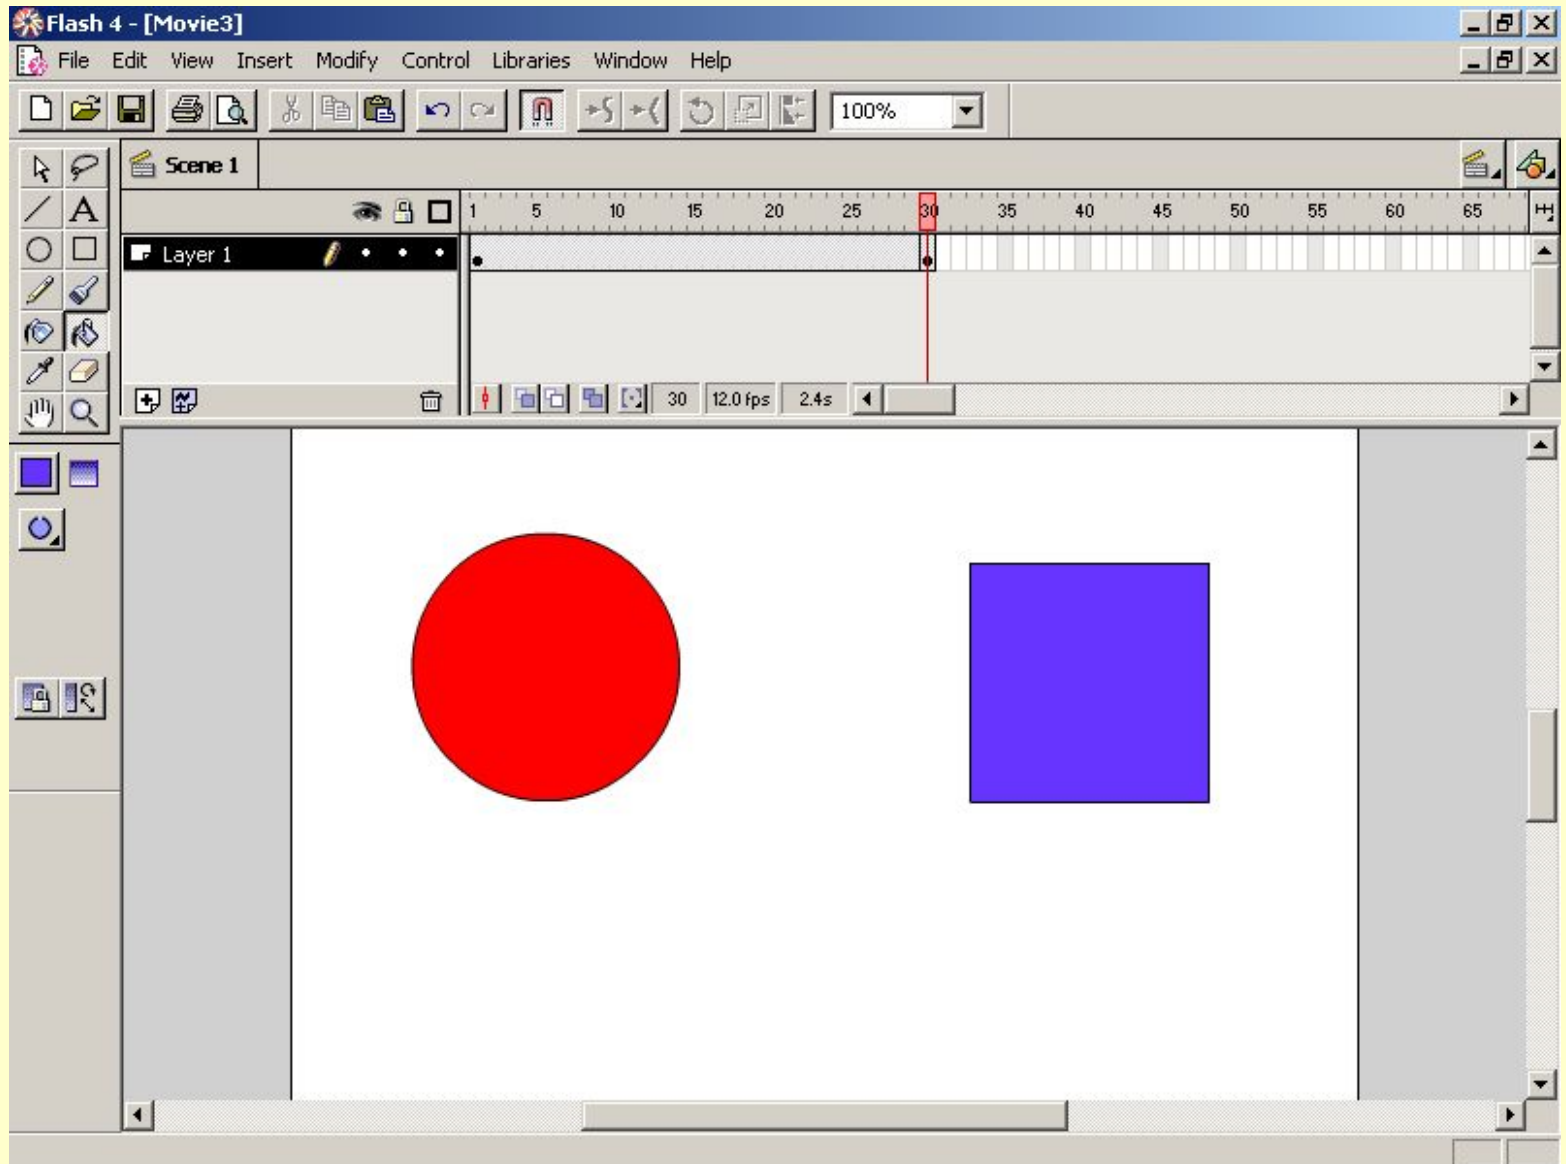 Flash 4 - [Movie3]
File Edit View Insert Modify Control Libraries Window Help
100%
Scene 1
1 5 10 15 20 25 30 35 40 45 50 55 60 65
Layer 1
30 12.0 fps 2.4s